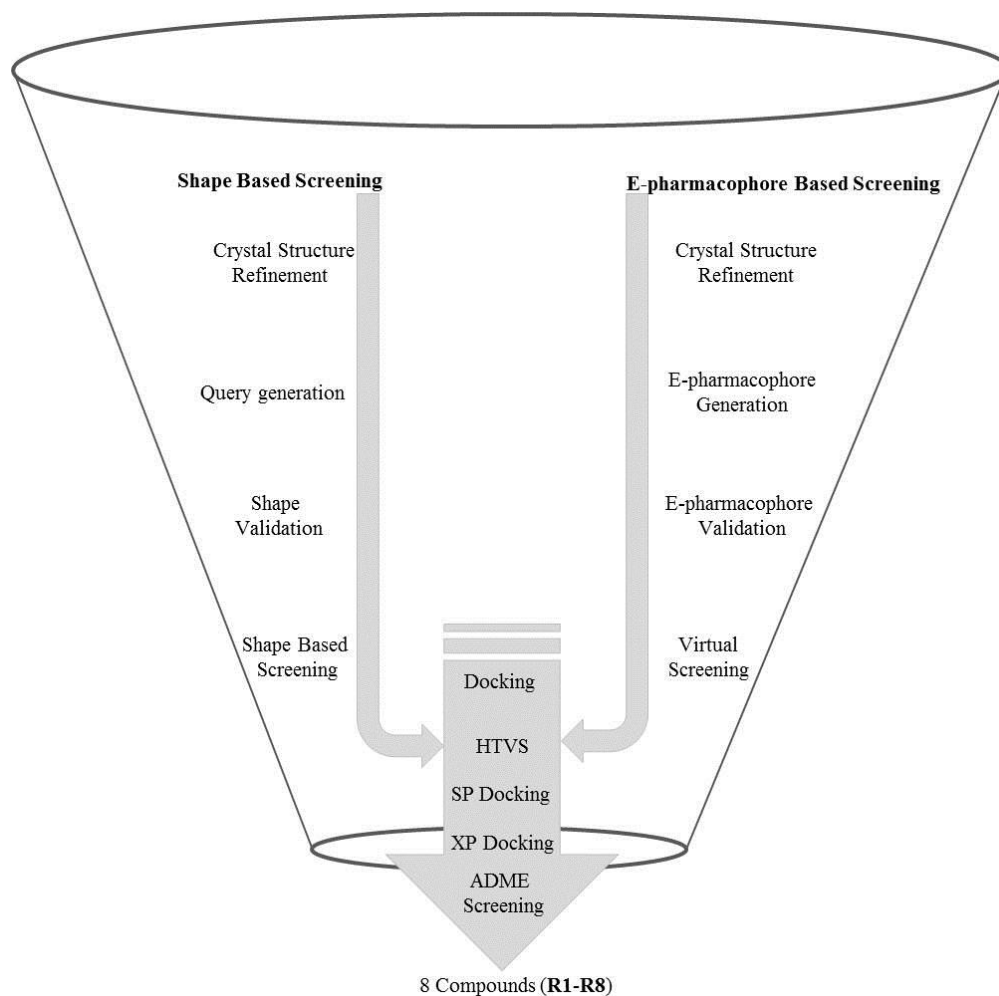 Shape Based Screening
Crystal Structure
Refinement
Query generation
Shape
Validation
Shape Based
Screening
E-pharmacophore Based Screening
Crystal Structure
Refinement
E-pharmacophore
Generation
E-pharmacophore
Validation
Virtual
Screening
Docking
HTVS
SP Docking
XP Docking
ADME
Screening
8 Compounds (R1-R8)